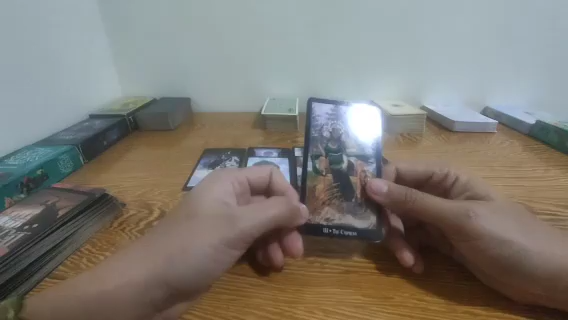 III • The Empress